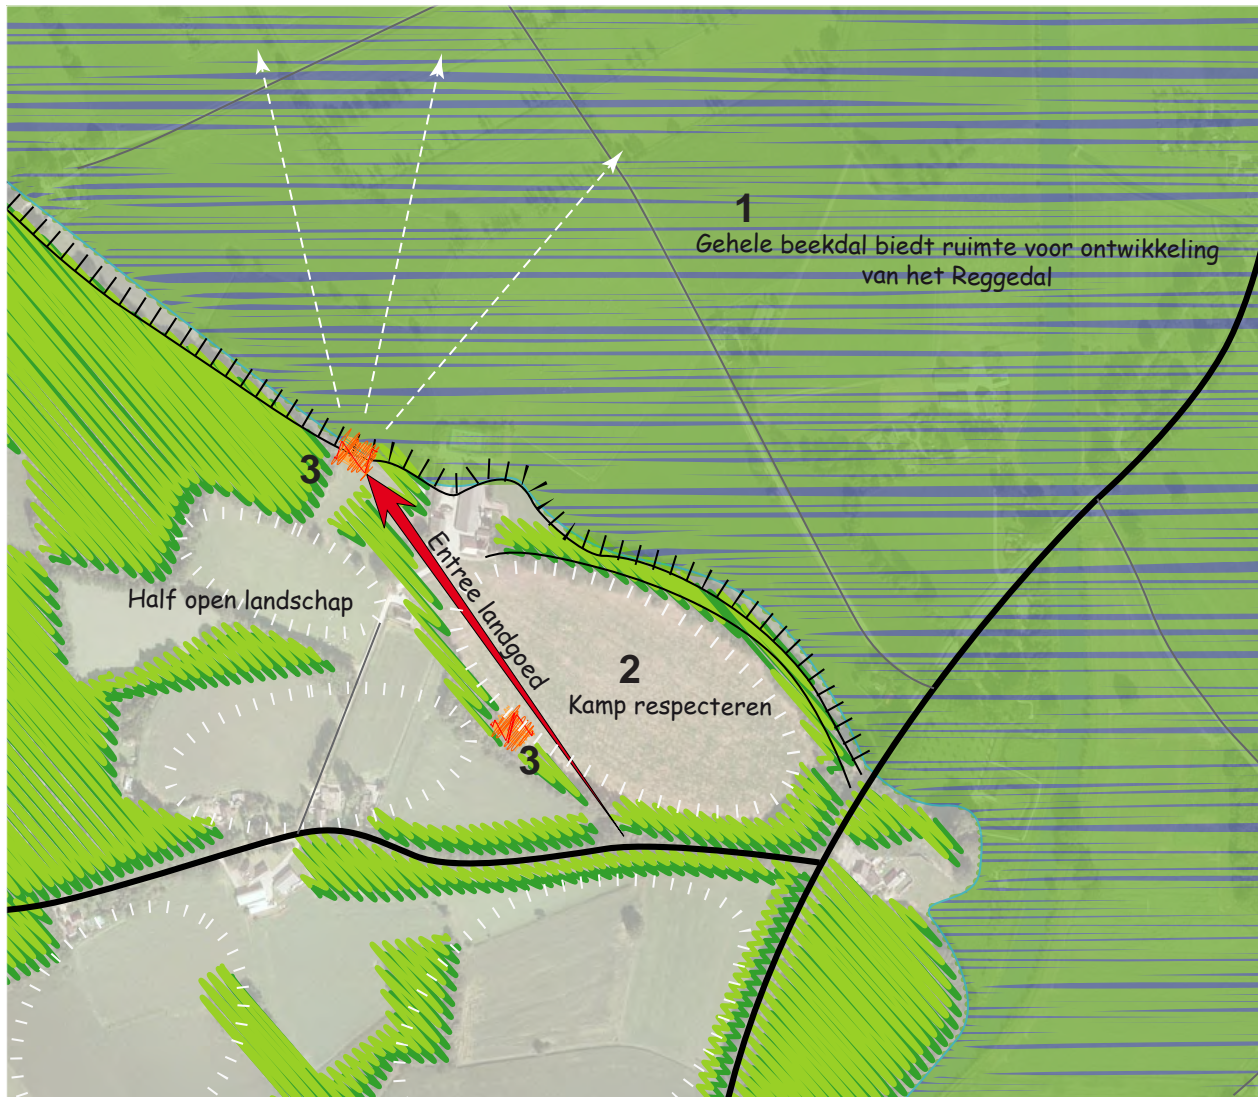 1
Gehele beekdal biedt ruimte voor ontwikkeling
van het Reggedal
3
Entree landgoed
Half open landschap
2
Kamp respecteren
3